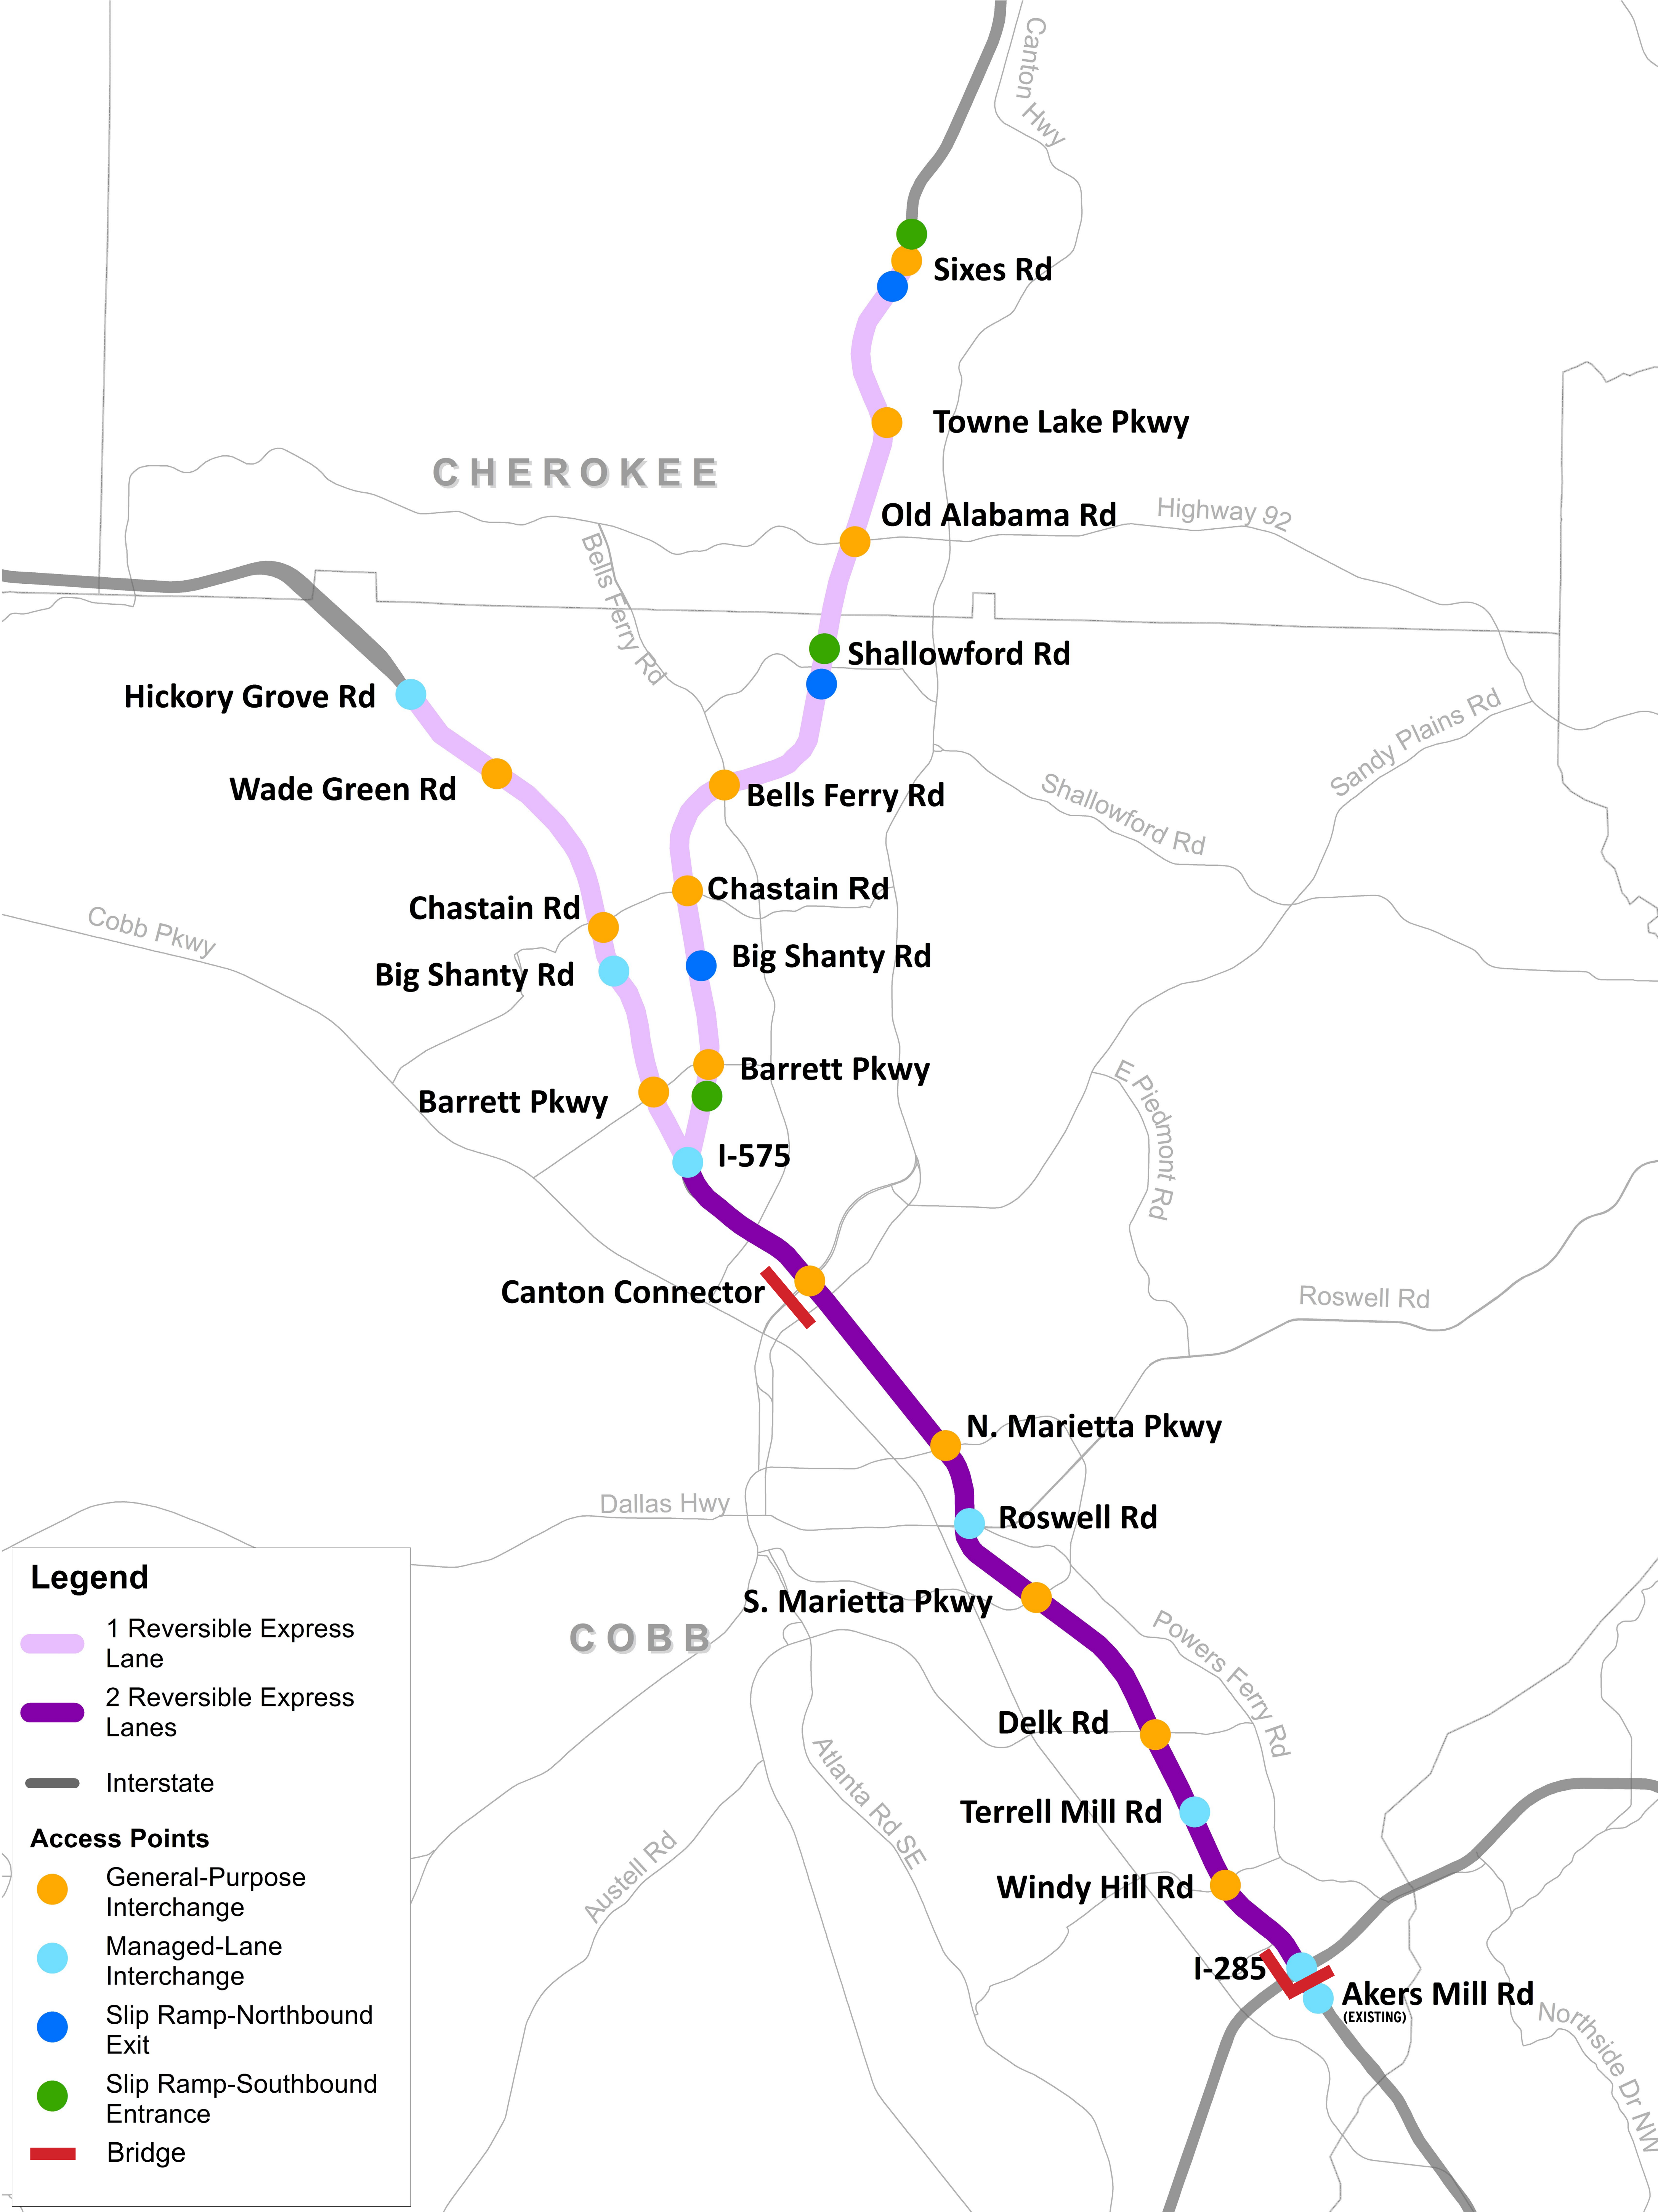 Canton Hwy
Sixes Rd
Towne Lake Pkwy
CHEROKEE
Old Alabama Rd
Highway 92
Bells Ferry Rd
Shallowford Rd
Hickory Grove Rd
Sandy Plains Rd
Wade Green Rd
Bells Ferry Rd
Shallowford Rd
Chastain Rd
Chastain Rd
Cobb Pkwy
Big Shanty Rd
Big Shanty Rd
Barrett Pkwy
E Piedmont Rd
Barrett Pkwy
I-575
Canton Connector
Roswell Rd
N. Marietta Pkwy
Dallas Hwy
Roswell Rd
S. Marietta Pkwy
COBB
Powers Ferry Rd
Delk Rd
Atlanta Rd SE
Terrell Mill Rd
Austell Rd
Windy Hill Rd
I-285
Akers Mill Rd
(EXISTING)
Northside Dr NW
Legend
1 Reversible Express
Lane
2 Reversible Express
Lanes
Interstate
Access Points
General-Purpose
Interchange
Managed-Lane
Interchange
Slip Ramp-Northbound
Exit
Slip Ramp-Southbound
Entrance
Bridge